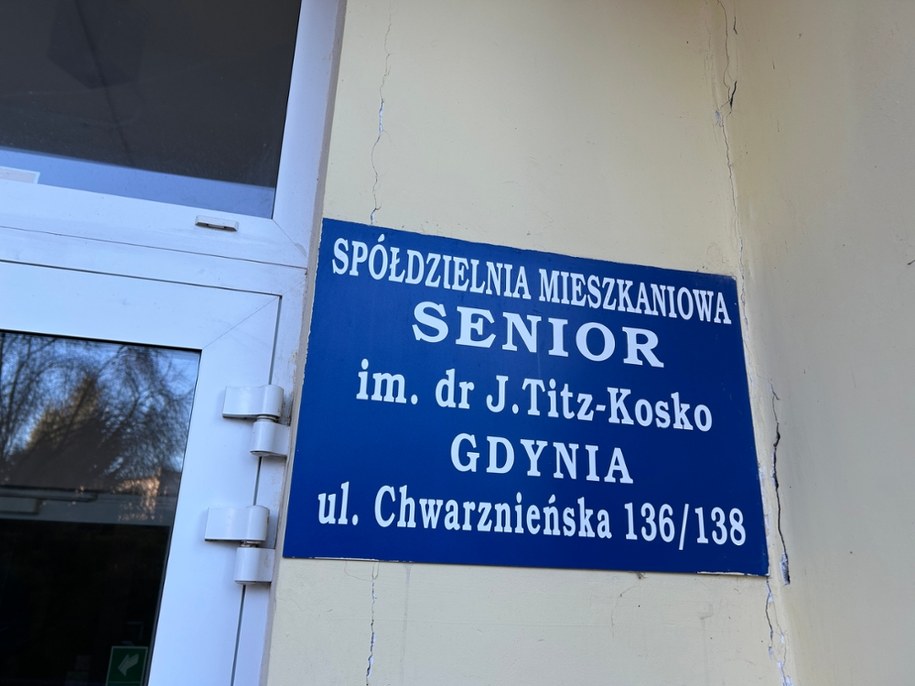 SPÓŁDZIELNIA MIESZKANIOWA
SENIOR
im. dr J.Titz-Kosko
GDYNIA
ul. Chwarznieńska 136/138